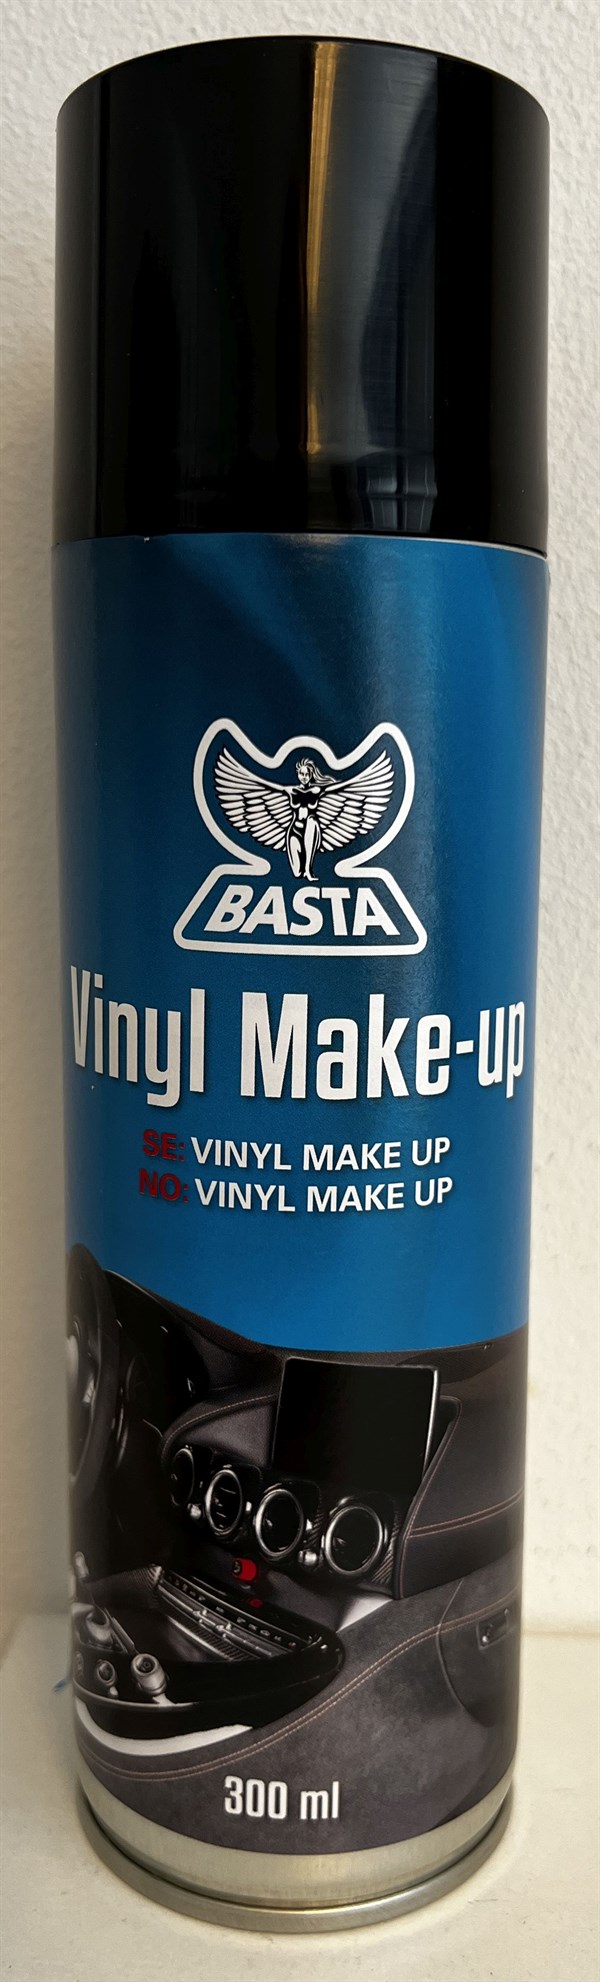 BASTA
Vinyl Make-up
SE: VINYL MAKE UP
NO: VINYL MAKE UP
300 ml